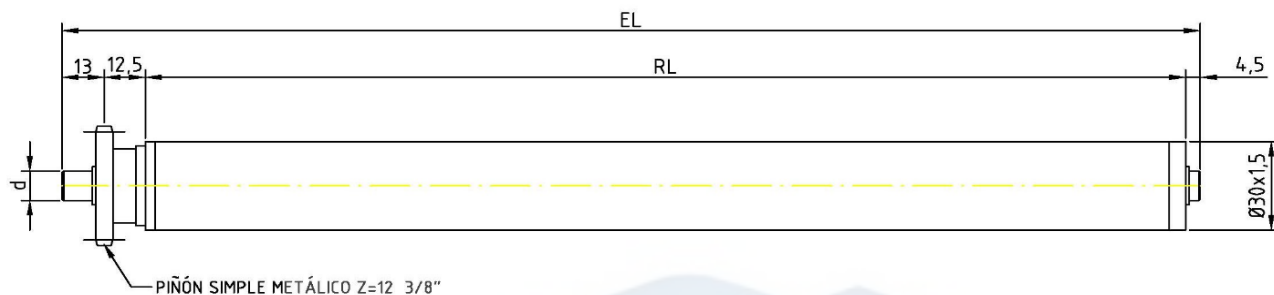 EL
13 12,5 RL 4,5
d
Ø30x1,5
PIÑÓN SIMPLE METÁLICO Z=12 3/8"